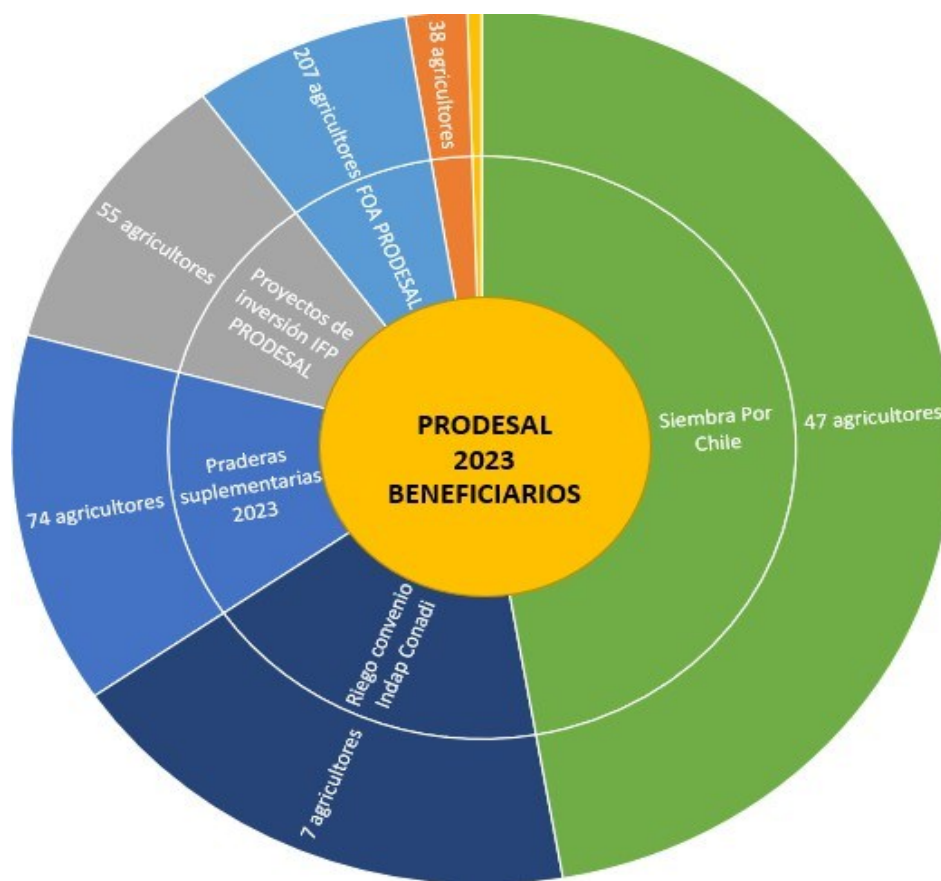 PRODESAL
2023
BENEFICIARIOS
Siembra Por
Chile
47 agricultores
Riego convenio
Indap Conadi
7 agricultores
Praderas
suplementarias
2023
74 agricultores
Proyectos de
inversión IFP
PRODESAL
55 agricultores
FOA PRODESAL
207 agricultores
38 agricultores